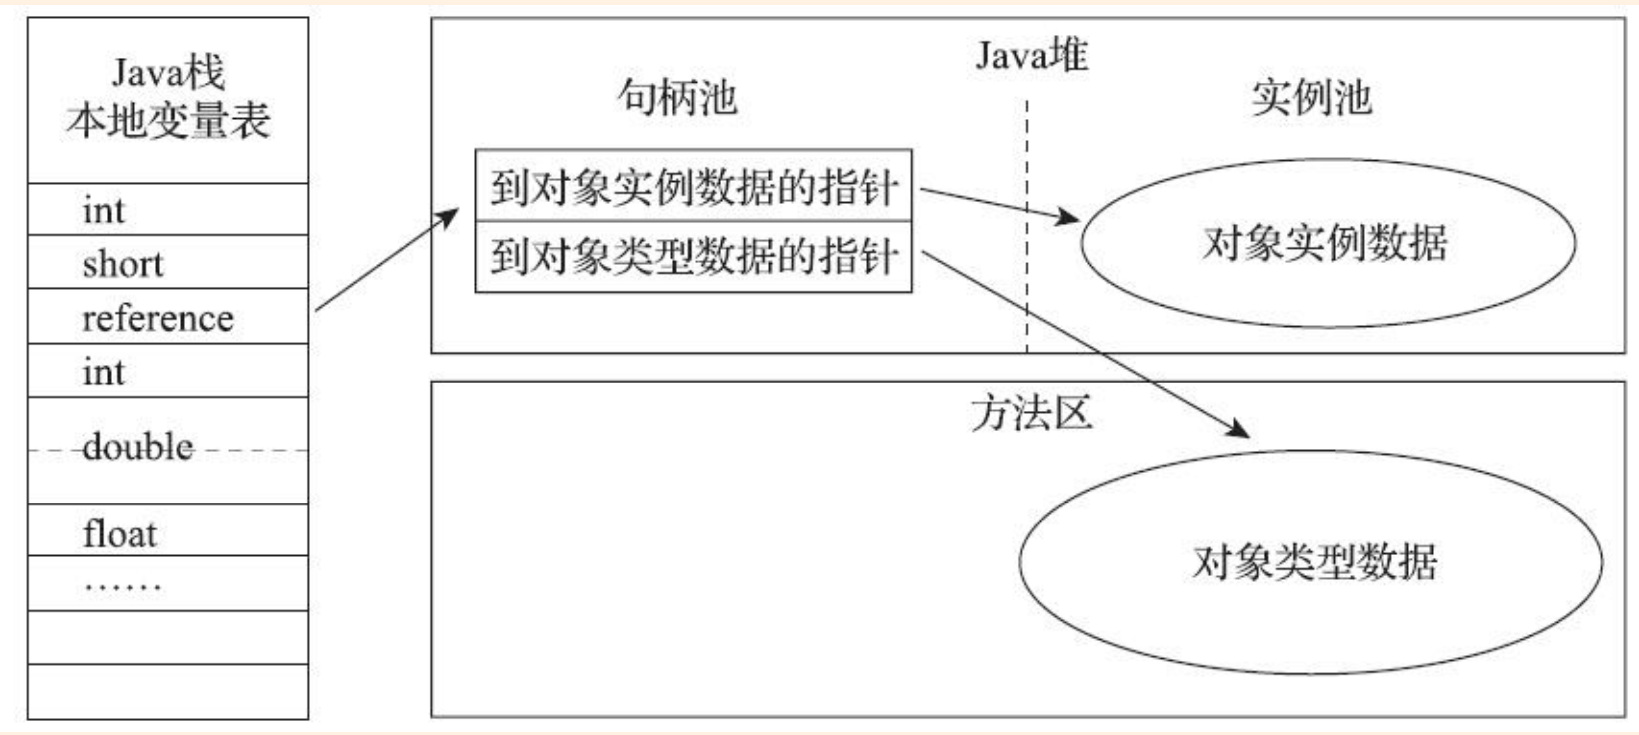 Java栈
本地变量表
int
short
reference
int
double
float
……
Java堆
句柄池
实例池
到对象实例数据的指针
到对象类型数据的指针
对象实例数据
方法区
对象类型数据